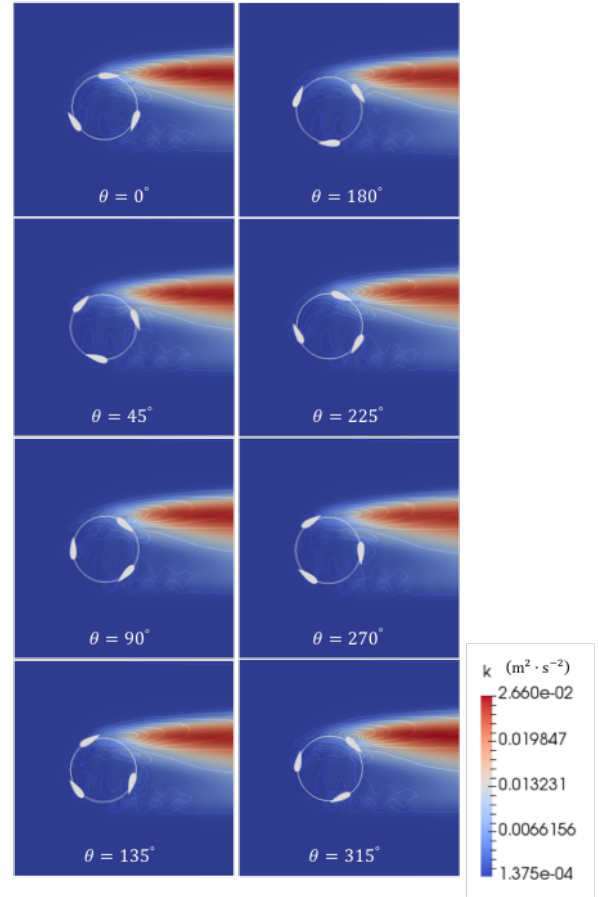 θ = 0°
θ = 180°
θ = 45°
θ = 225°
θ = 90°
θ = 270°
θ = 135°
θ = 315°
k (m² · s⁻²)
2.660e-02
0.019847
0.013231
0.0066156
1.375e-04